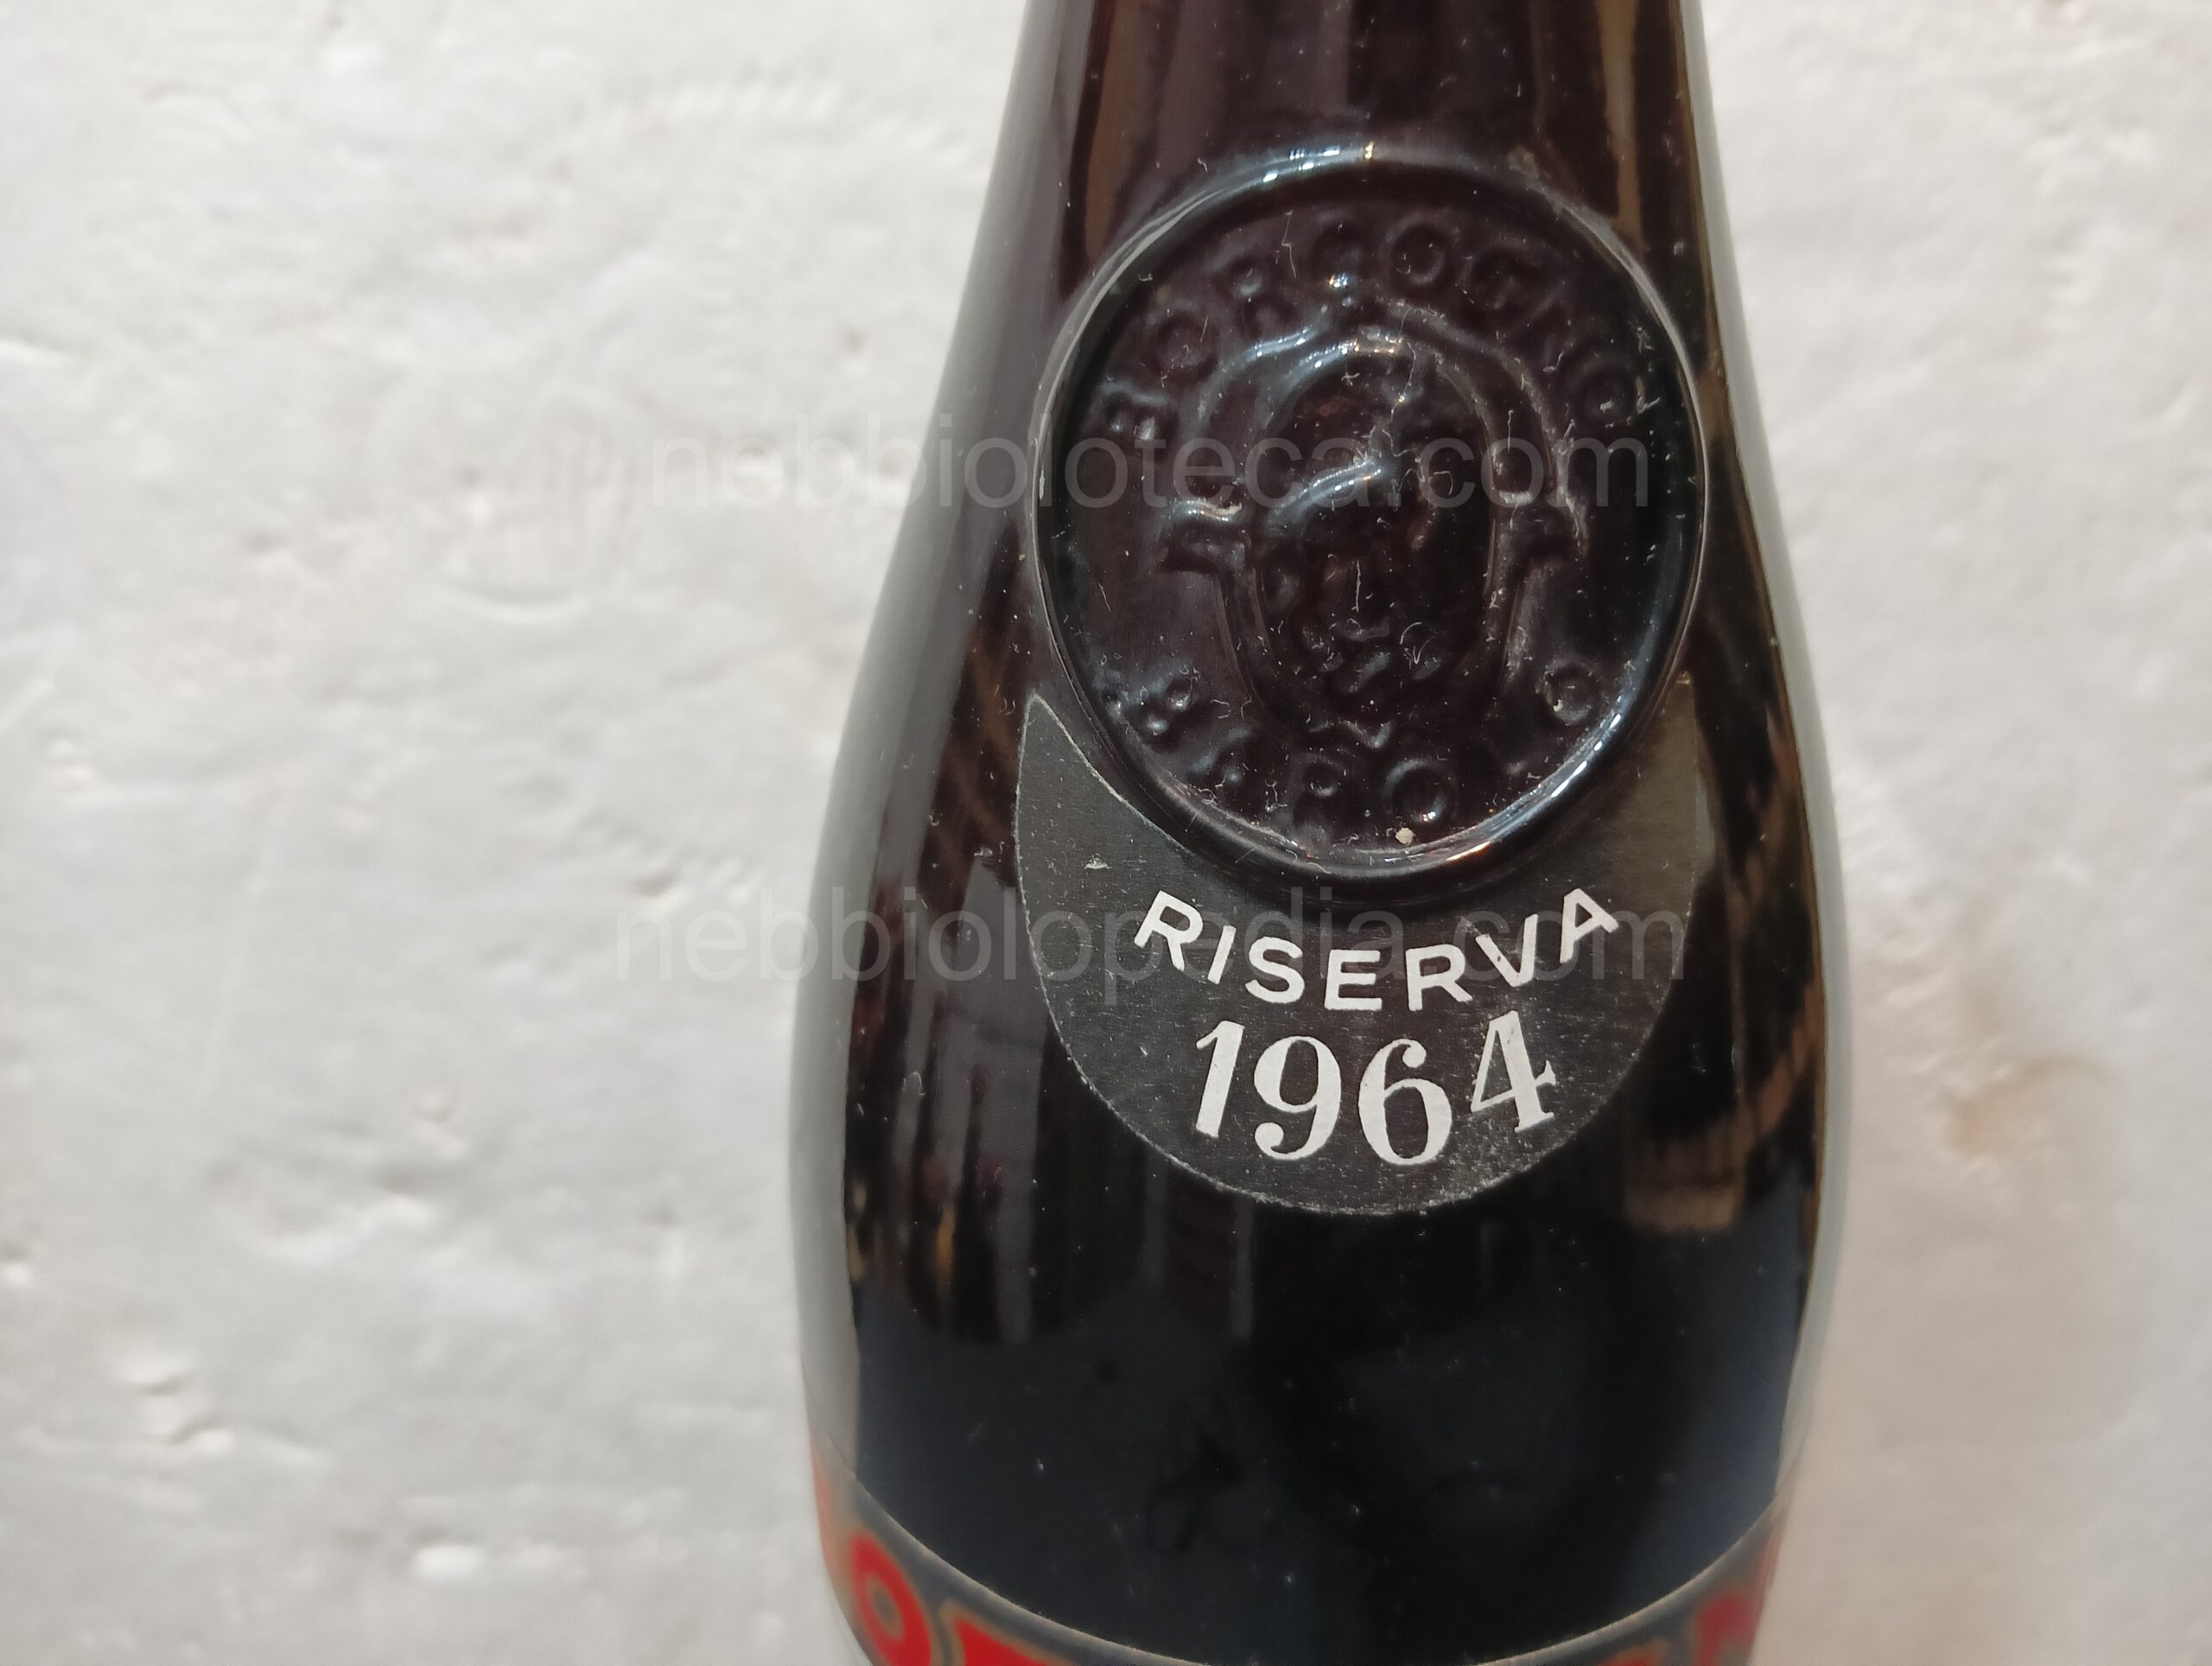 BORGOGNO
BAROLO
RISERVA
1964
nebbioloteca.com
nebbiolopedia.com